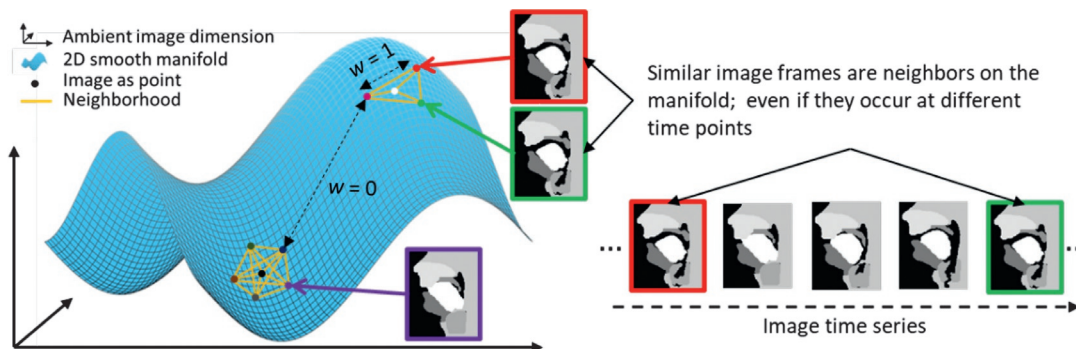 Ambient image dimension
2D smooth manifold
Image as point
Neighborhood
w = 1
w = 0
Similar image frames are neighbors on the
manifold; even if they occur at different
time points
...
...
Image time series